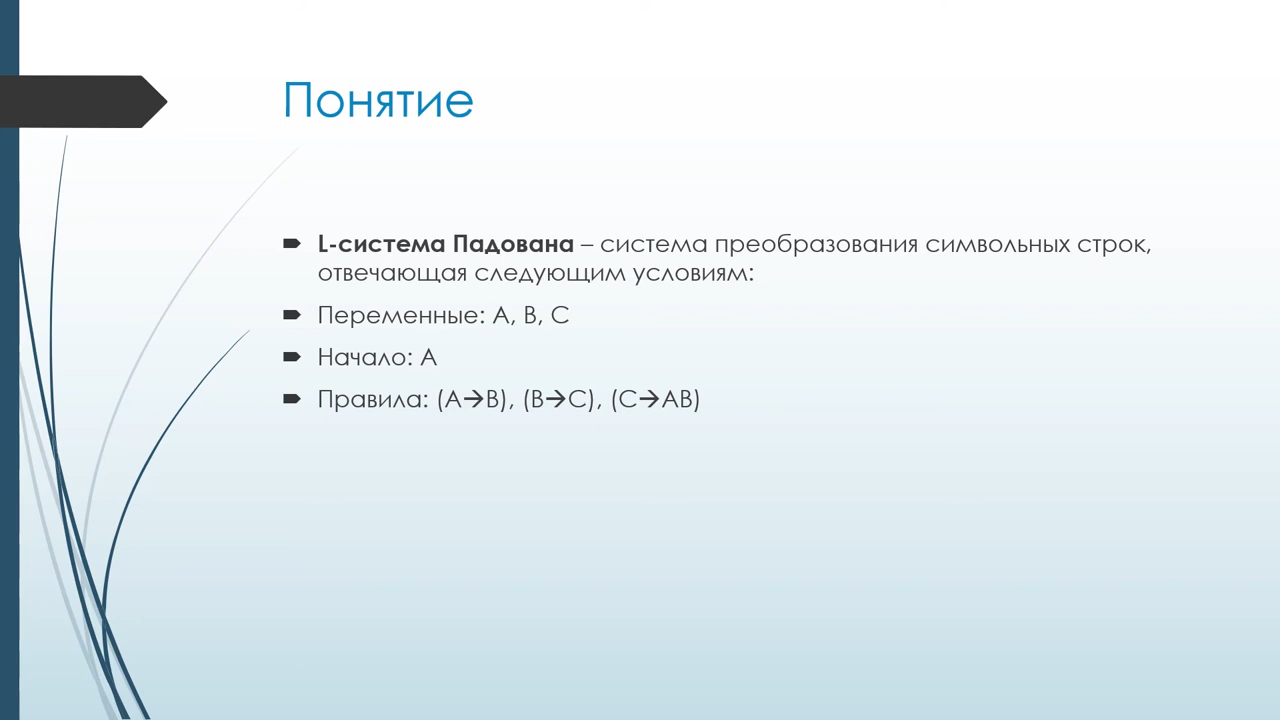 Понятие
L-система Падована – система преобразования символьных строк,
отвечающая следующим условиям:
Переменные: A, B, C
Начало: A
Правила: (A→B), (B→C), (C→AB)